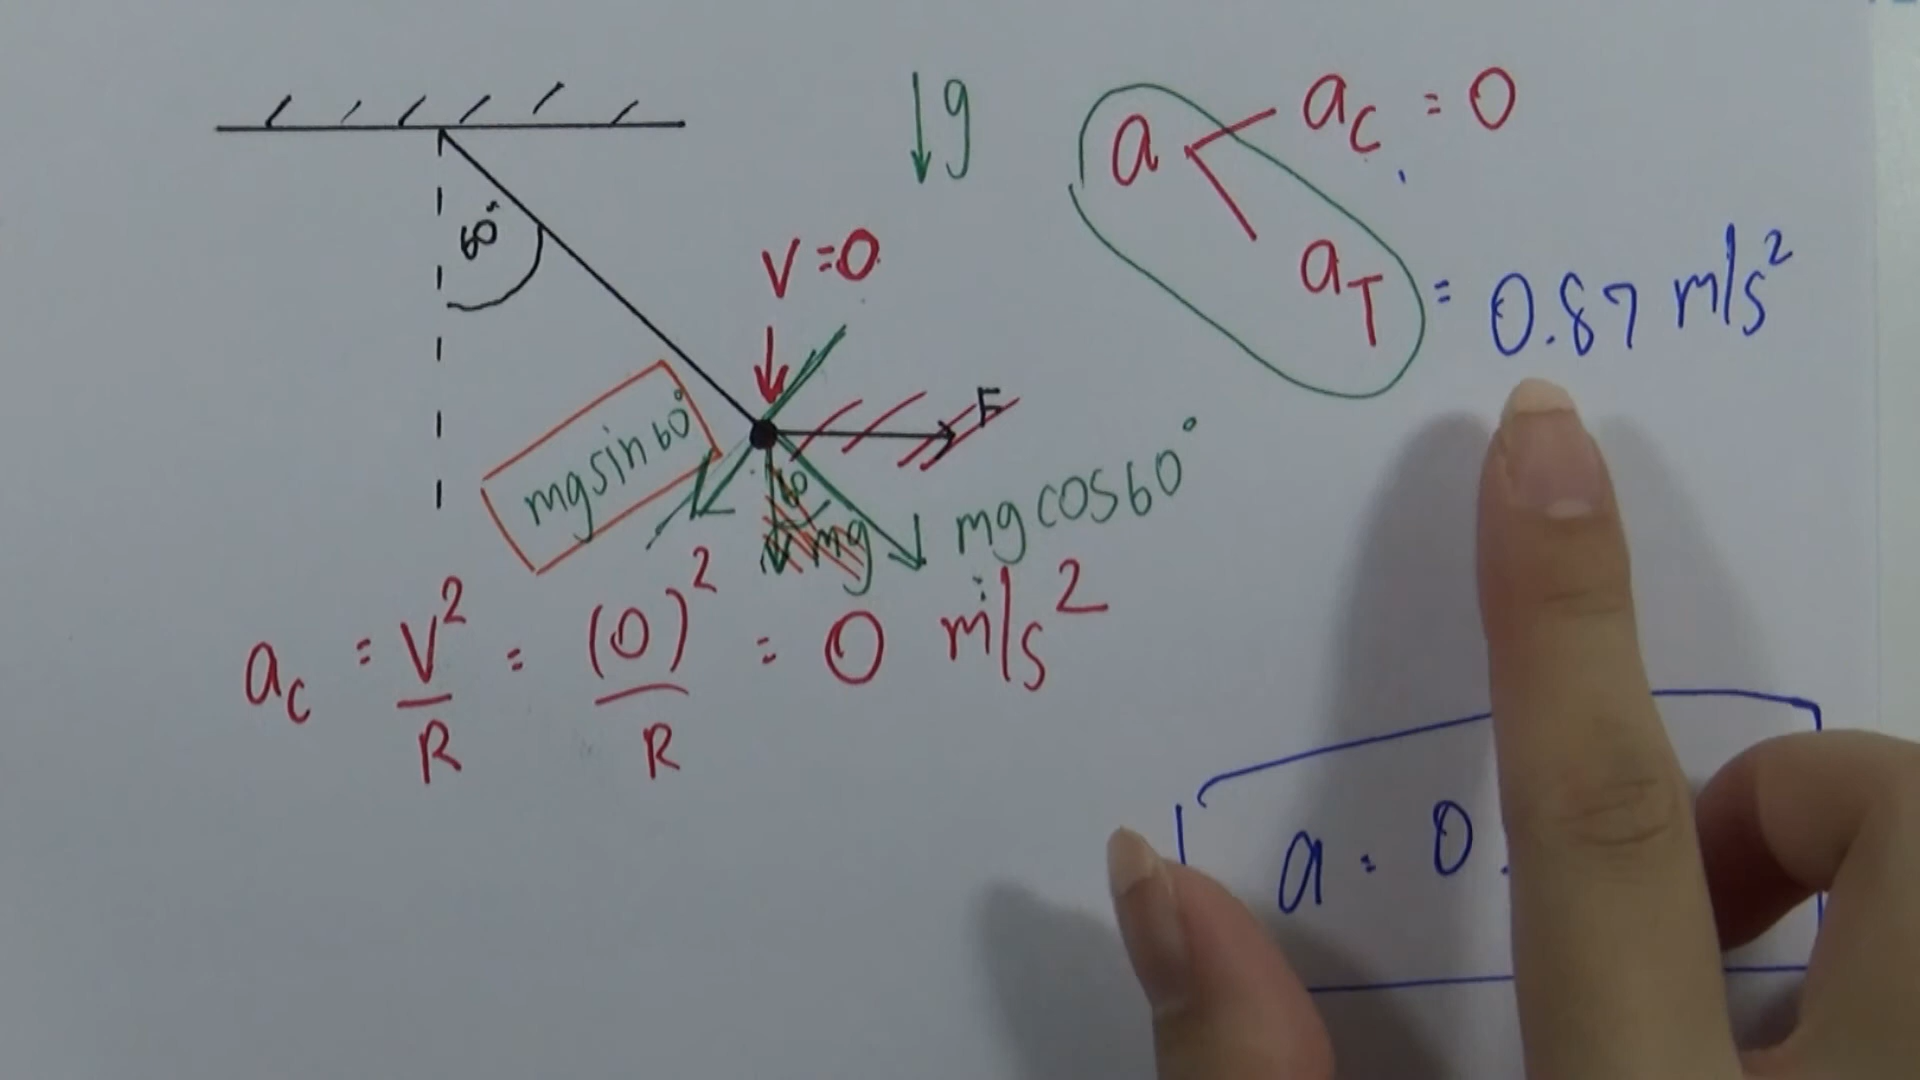 g
a
aC = 0
aT = 0.87 m/s²
60°
V = 0
F
mg sin 60°
60
mg
mg cos 60°
aC = V²/R = (0)²/R = 0 m/s²
a = 0.